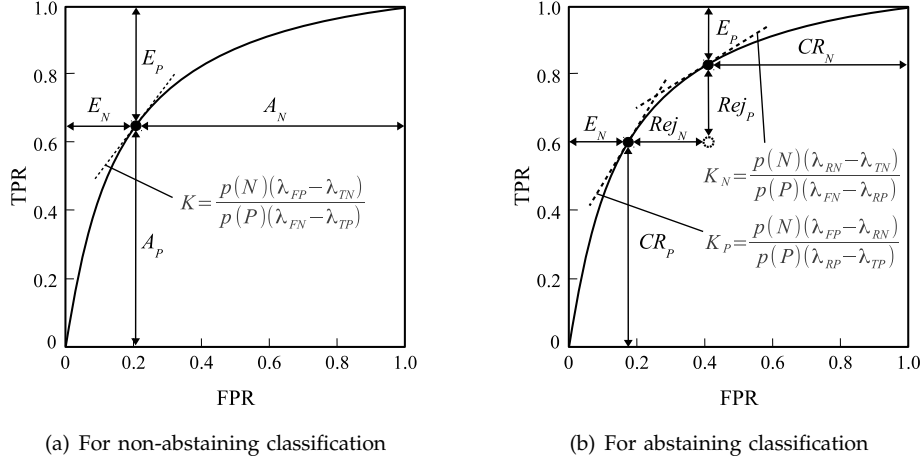 1.0
0.8
0.6
0.4
0.2
0
TPR
0
0.2
0.4
0.6
0.8
1.0
FPR
E_P
E_N
A_N
A_P
K = p(N)(λ_FP − λ_TN) / p(P)(λ_FN − λ_TP)
(a) For non-abstaining classification
1.0
0.8
0.6
0.4
0.2
0
TPR
0
0.2
0.4
0.6
0.8
1.0
FPR
E_P
CR_N
Rej_P
E_N
Rej_N
CR_P
K_N = p(N)(λ_RN − λ_TN) / p(P)(λ_FN − λ_RP)
K_P = p(N)(λ_FP − λ_RN) / p(P)(λ_RP − λ_TP)
(b) For abstaining classification